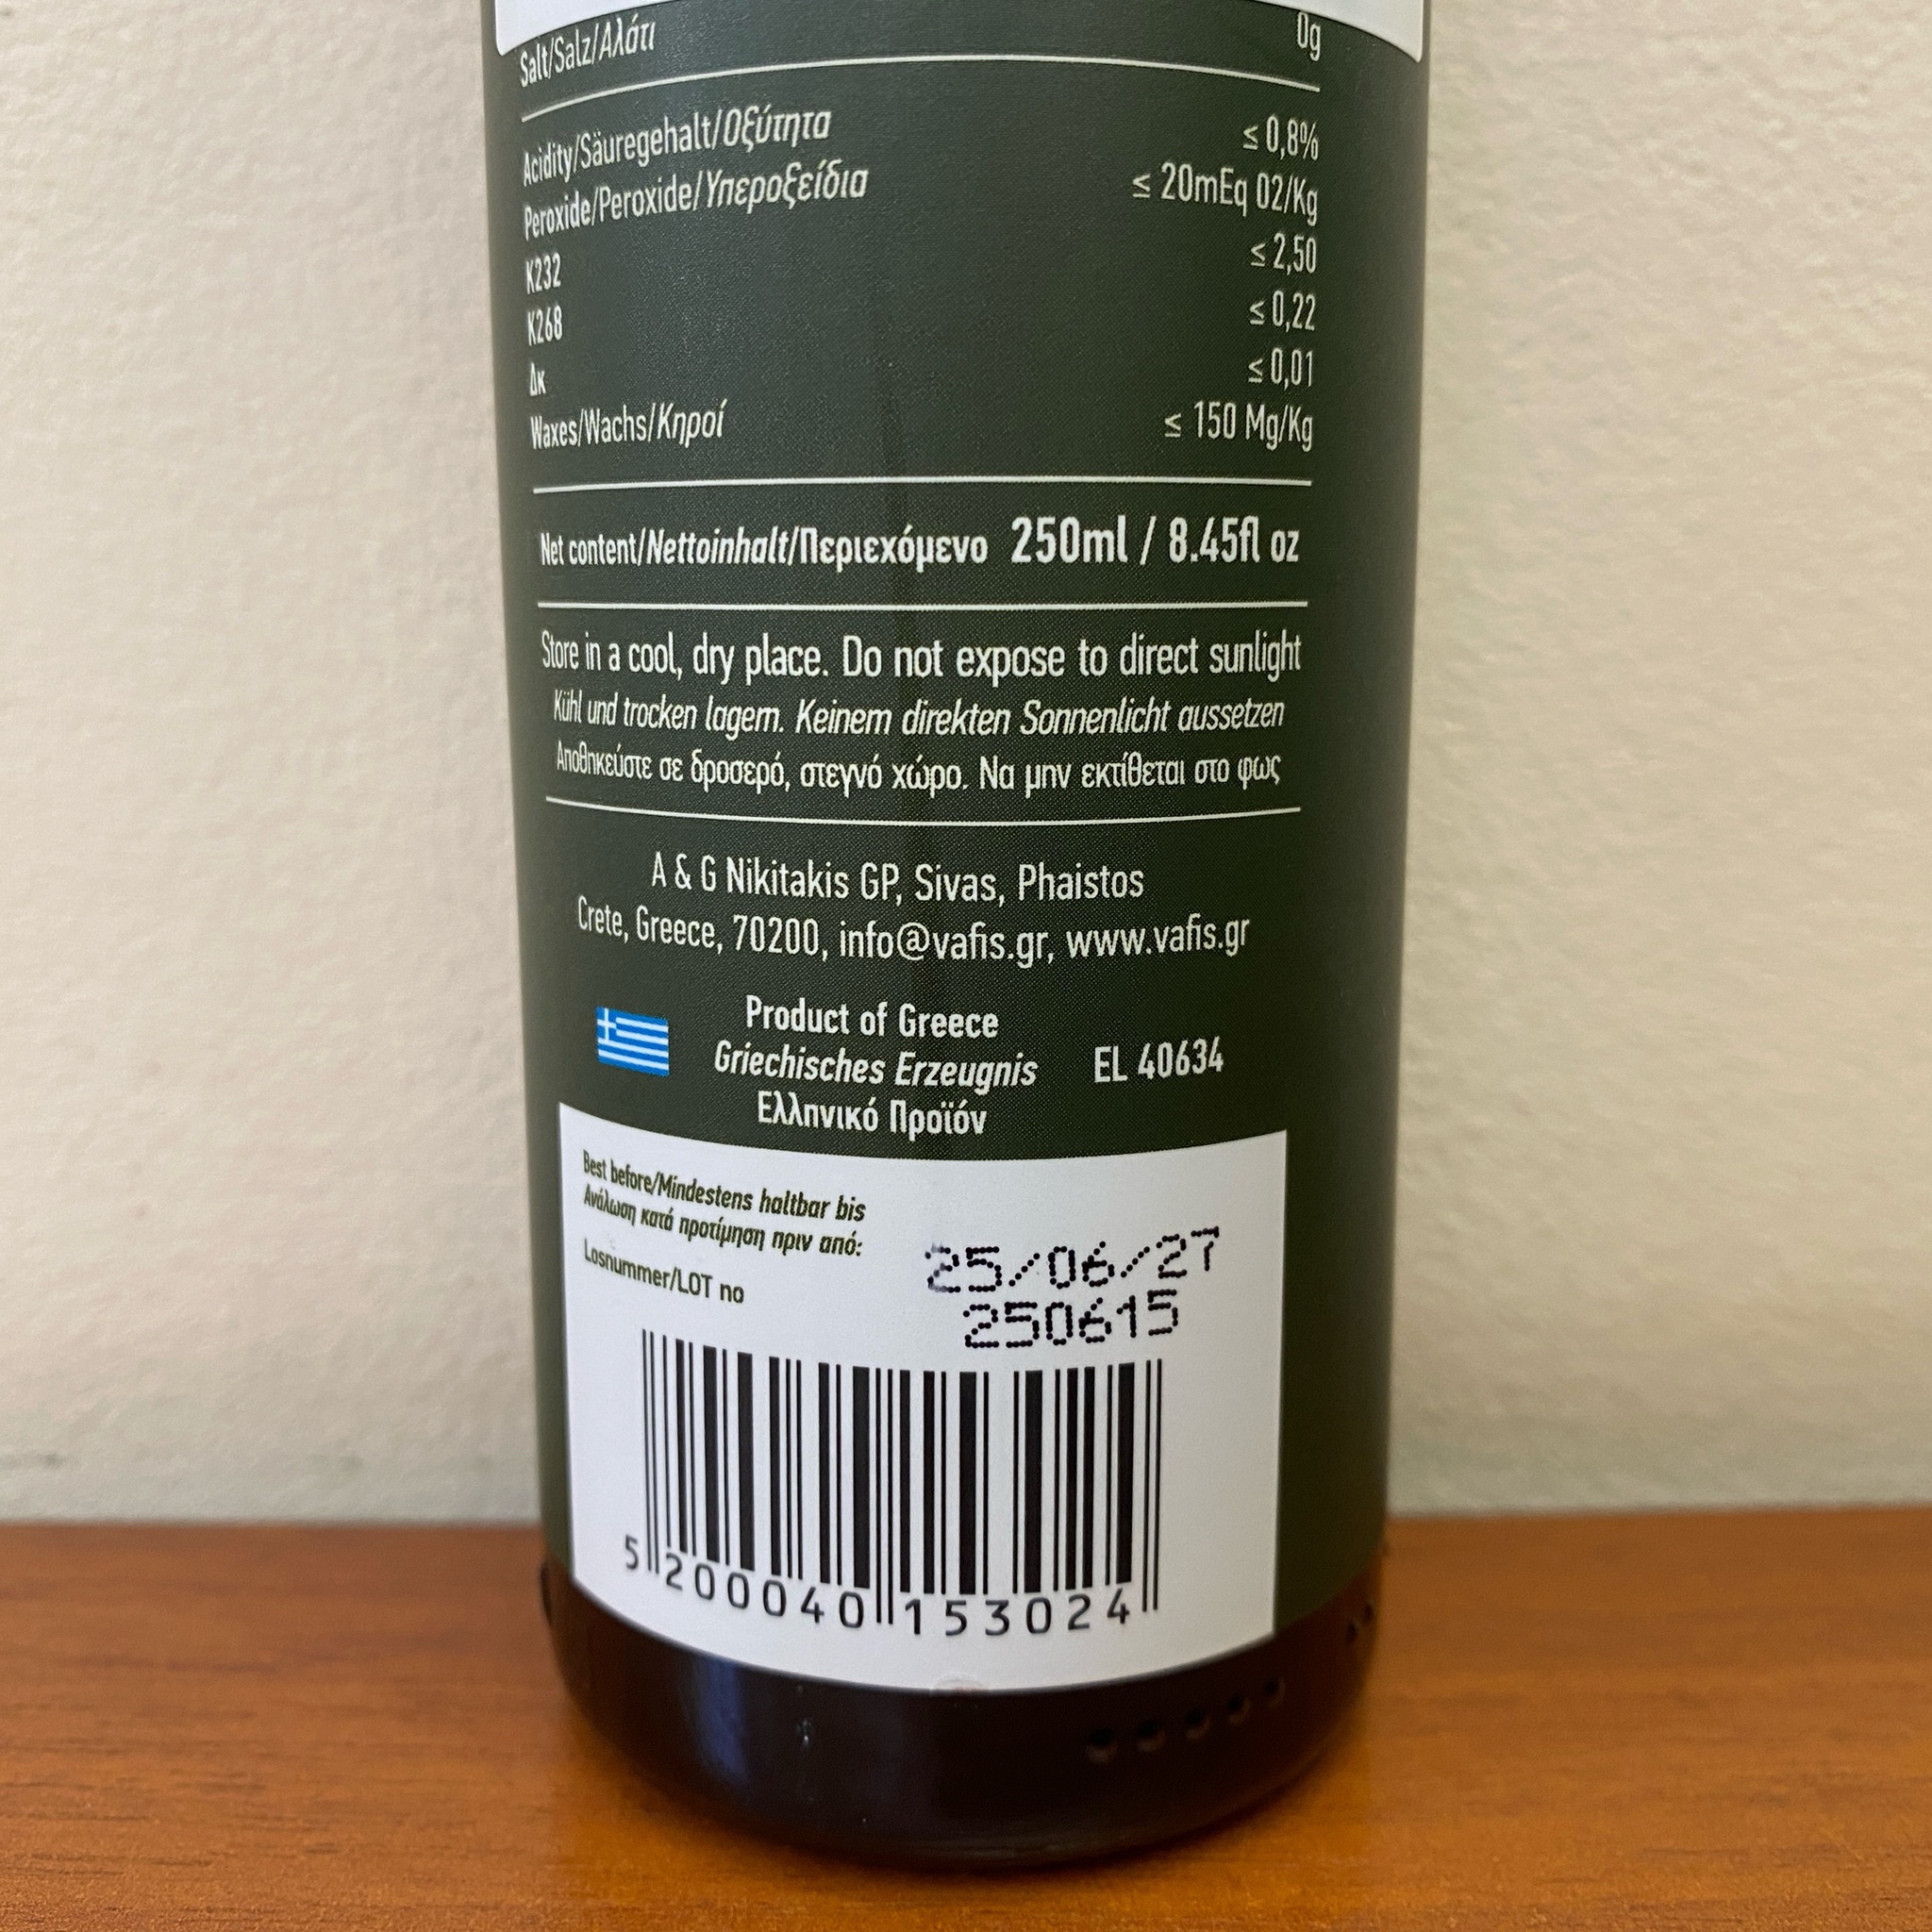 Salt/Salz/Αλάτι 0g
Acidity/Säuregehalt/Οξύτητα ≤ 0,8%
Peroxide/Peroxide/Υπεροξείδια ≤ 20mEq 02/Kg
K232 ≤ 2,50
K268 ≤ 0,22
Δκ ≤ 0,01
Waxes/Wachs/Κηροί ≤ 150 Mg/Kg
Net content/Nettoinhalt/Περιεχόμενο 250ml / 8.45fl oz
Store in a cool, dry place. Do not expose to direct sunlight
Kühl und trocken lagern. Keinem direkten Sonnenlicht aussetzen
Αποθηκεύστε σε δροσερό, στεγνό χώρο. Να μην εκτίθεται στο φως
A & G Nikitakis GP, Sivas, Phaistos
Crete, Greece, 70200, info@vafis.gr, www.vafis.gr
Product of Greece
Griechisches Erzeugnis EL 40634
Ελληνικό Προϊόν
Best before/Mindestens haltbar bis
Ανάλωση κατά προτίμηση πριν από: 25/06/27
Losnummer/LOT no 250615
5 200040 153024